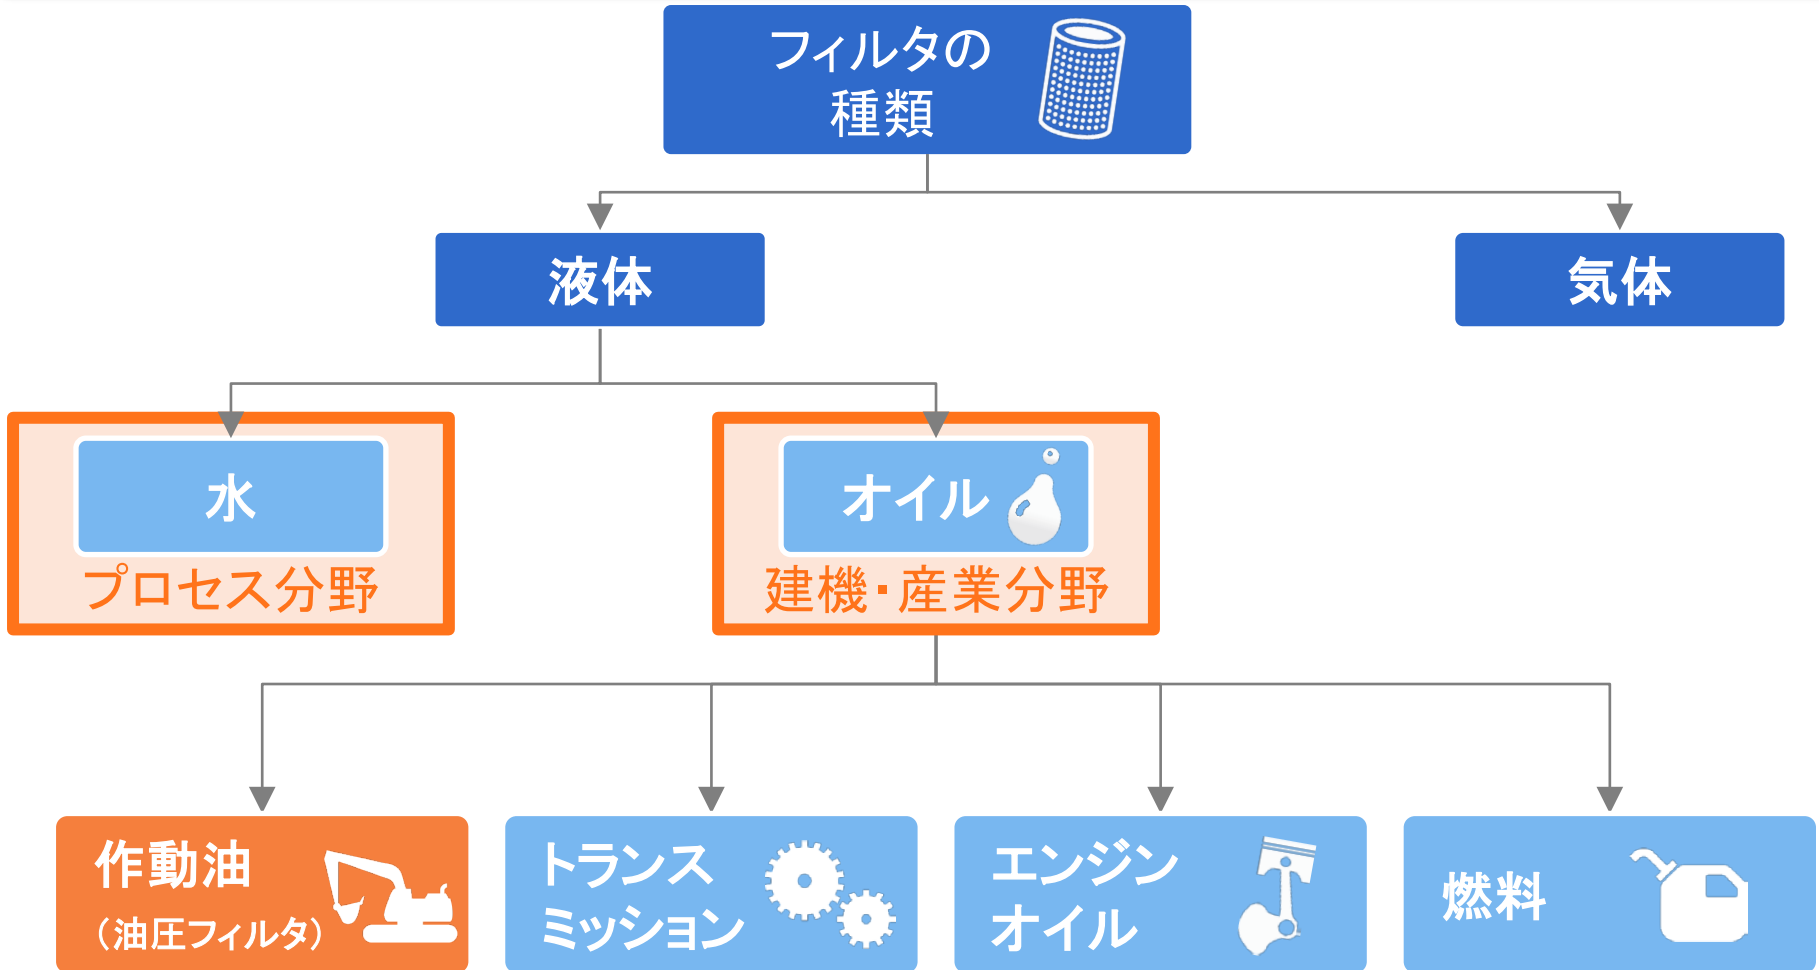 フィルタの
種類
液体
気体
水
プロセス分野
オイル
建機・産業分野
作動油
（油圧フィルタ）
トランス
ミッション
エンジン
オイル
燃料